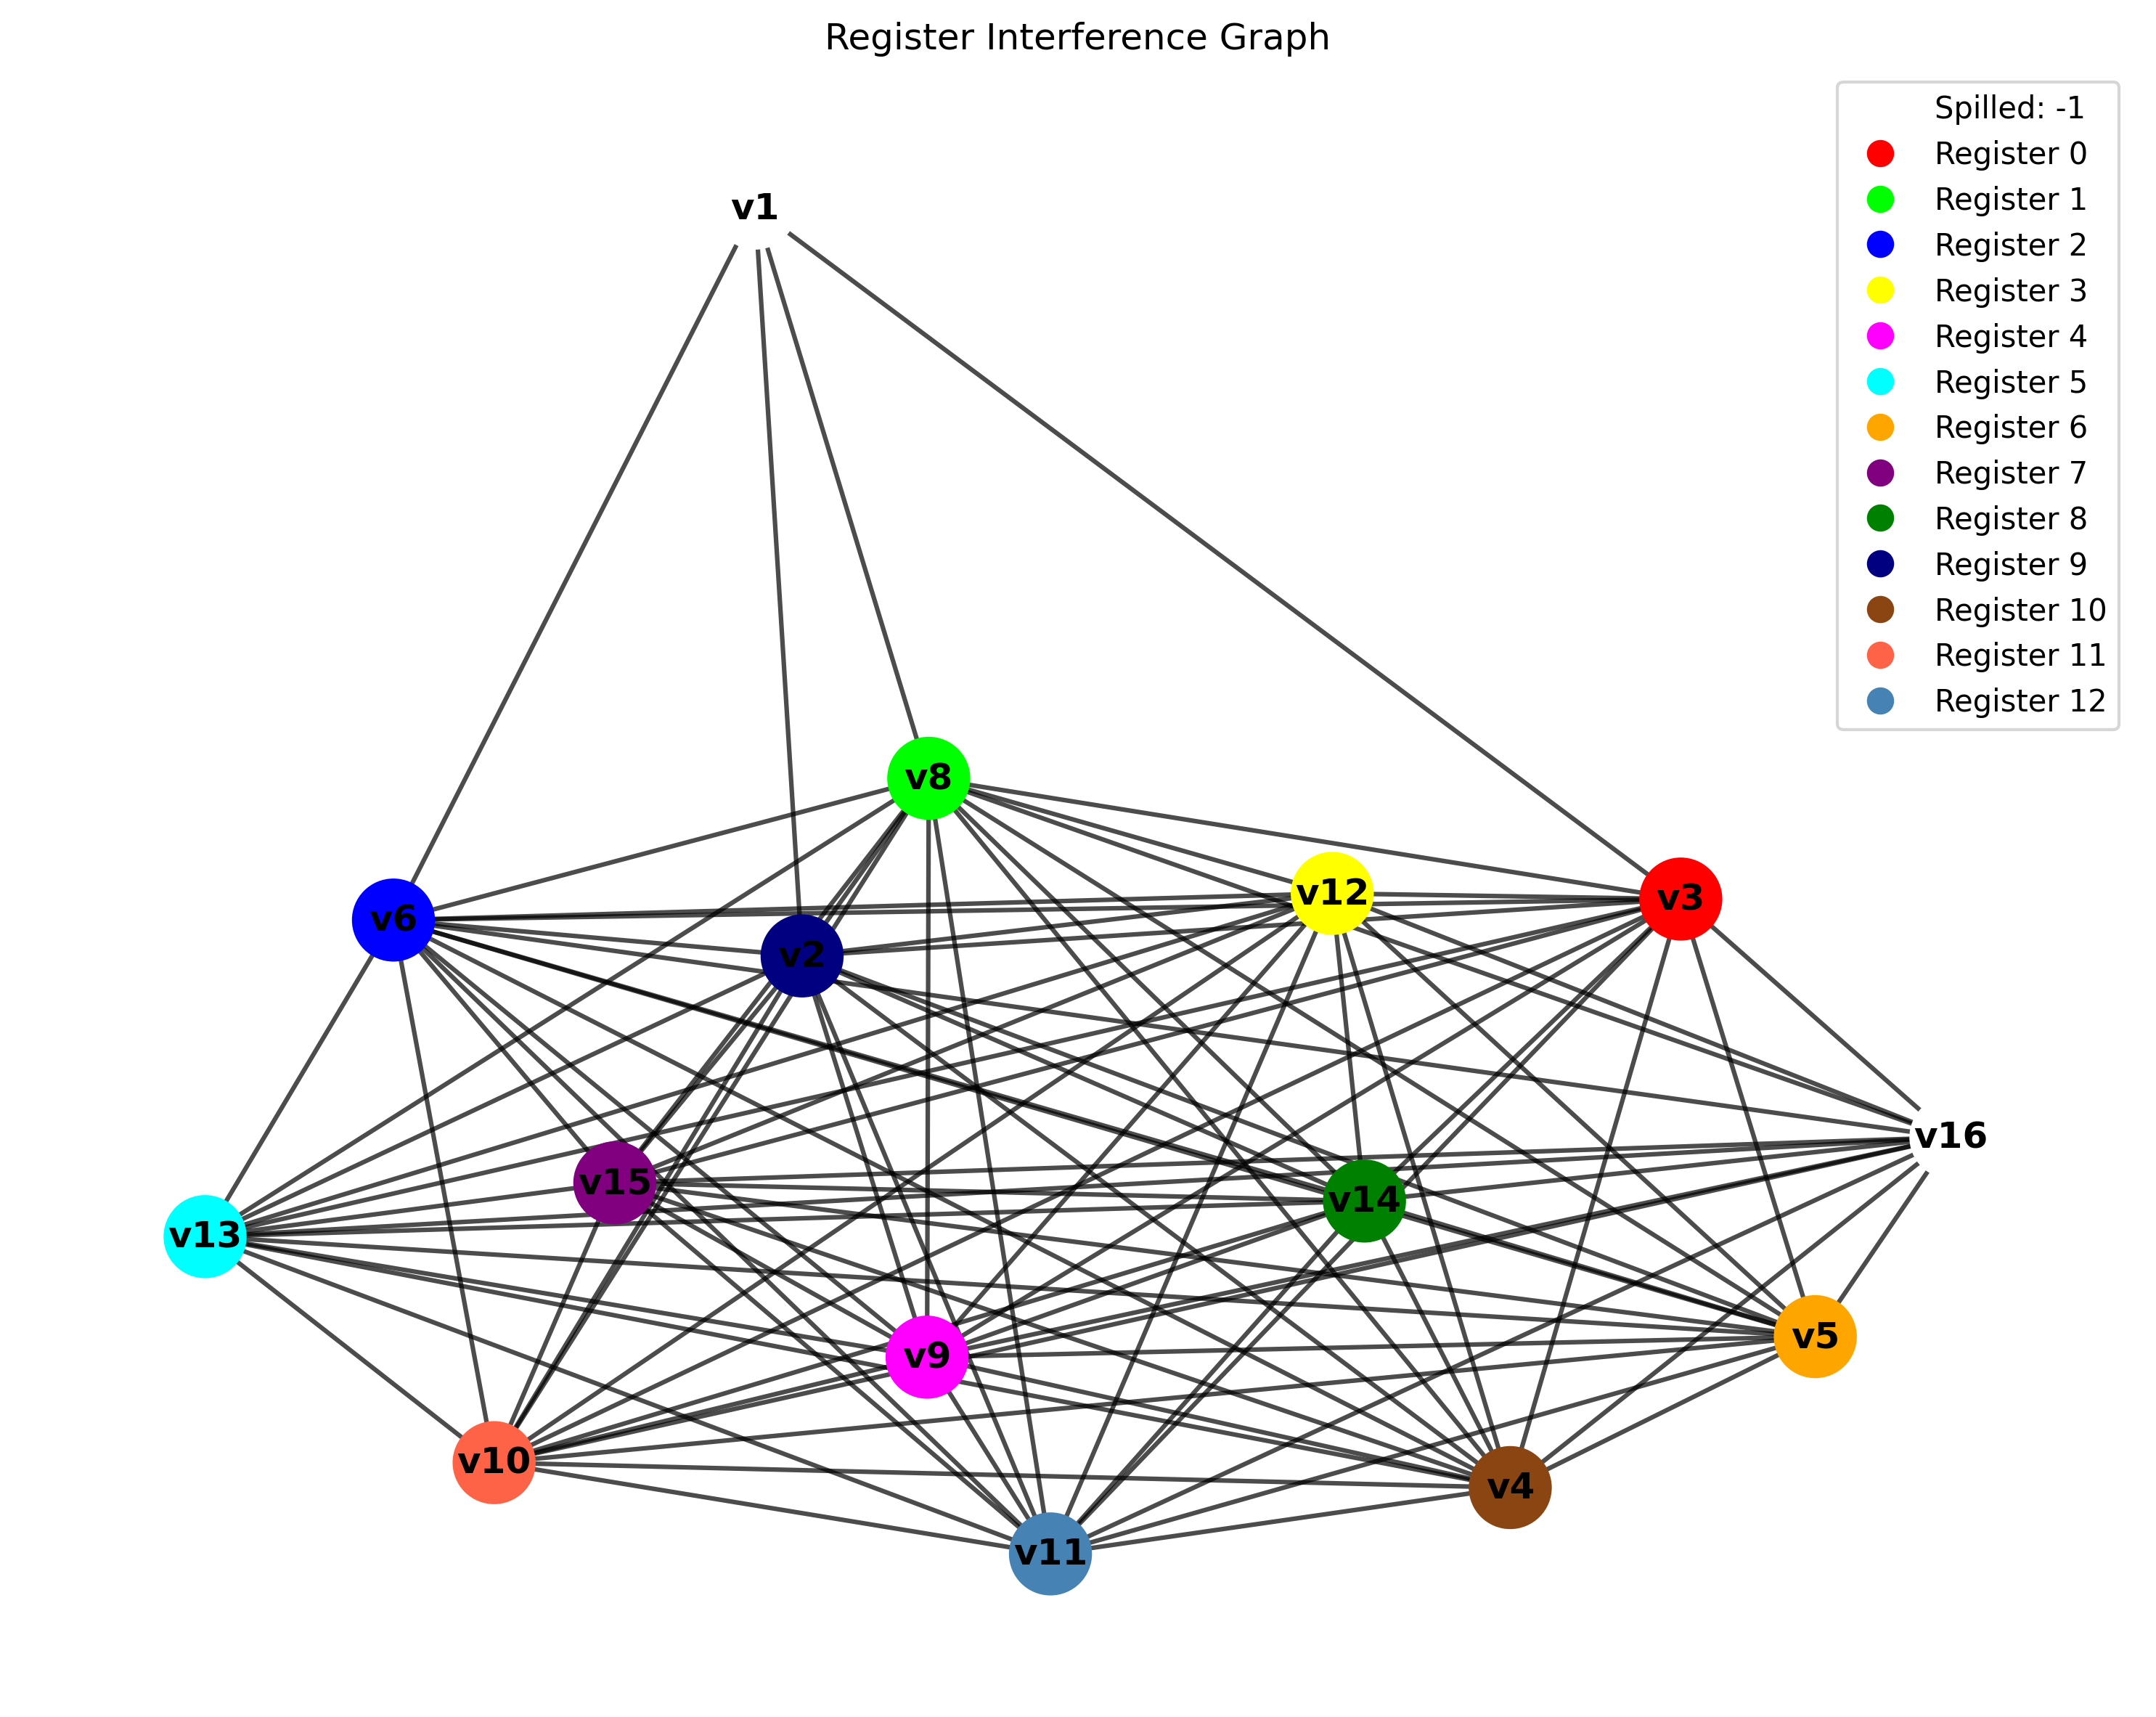 Register Interference Graph
Spilled: -1
Register 0
Register 1
Register 2
Register 3
Register 4
Register 5
Register 6
Register 7
Register 8
Register 9
Register 10
Register 11
Register 12
v1
v8
v12
v3
v6
v2
v16
v15
v14
v13
v5
v9
v10
v4
v11